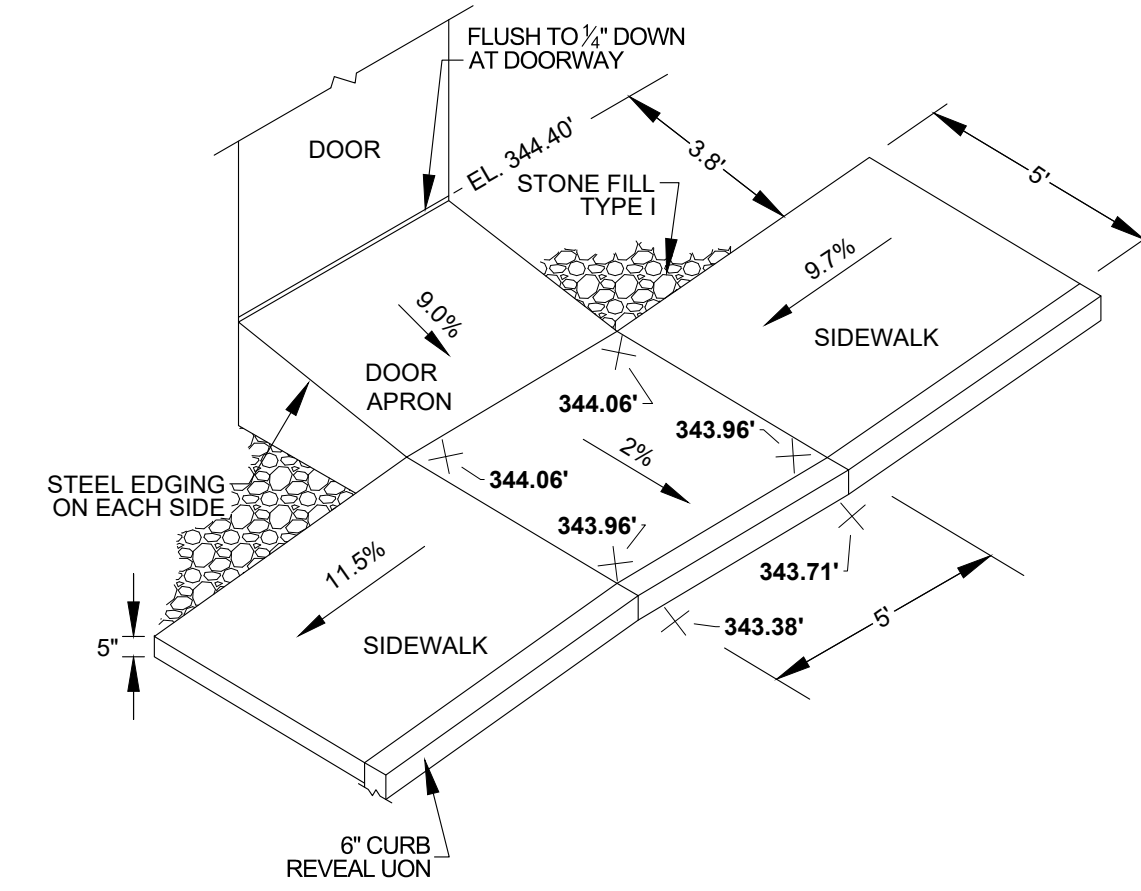 FLUSH TO 1/4" DOWN
AT DOORWAY
DOOR
EL. 344.40'
3.8'
5'
STONE FILL
TYPE I
9.7%
SIDEWALK
9.0%
DOOR
APRON
344.06'
343.96'
2%
344.06'
STEEL EDGING
ON EACH SIDE
343.96'
11.5%
343.71'
343.38'
5'
SIDEWALK
5"
6" CURB
REVEAL UON